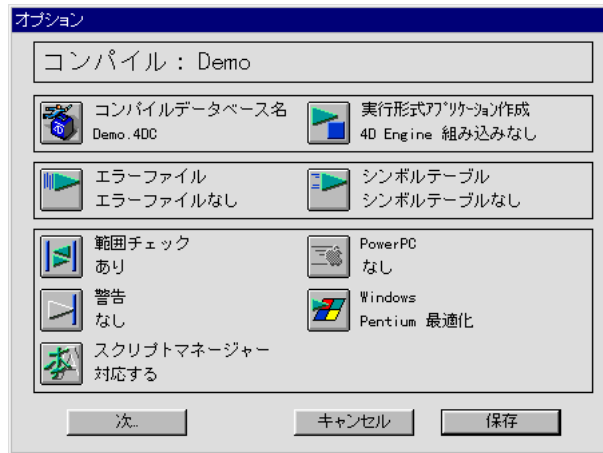 オプション
コンパイル：Demo
コンパイルデータベース名
Demo.4DC
実行形式ｱﾌﾟﾘｹｰｼｮﾝ作成
4D Engine 組み込みなし
エラーファイル
エラーファイルなし
シンボルテーブル
シンボルテーブルなし
範囲チェック
あり
PowerPC
なし
警告
なし
Windows
Pentium 最適化
スクリプトマネージャー
対応する
次...
キャンセル
保存